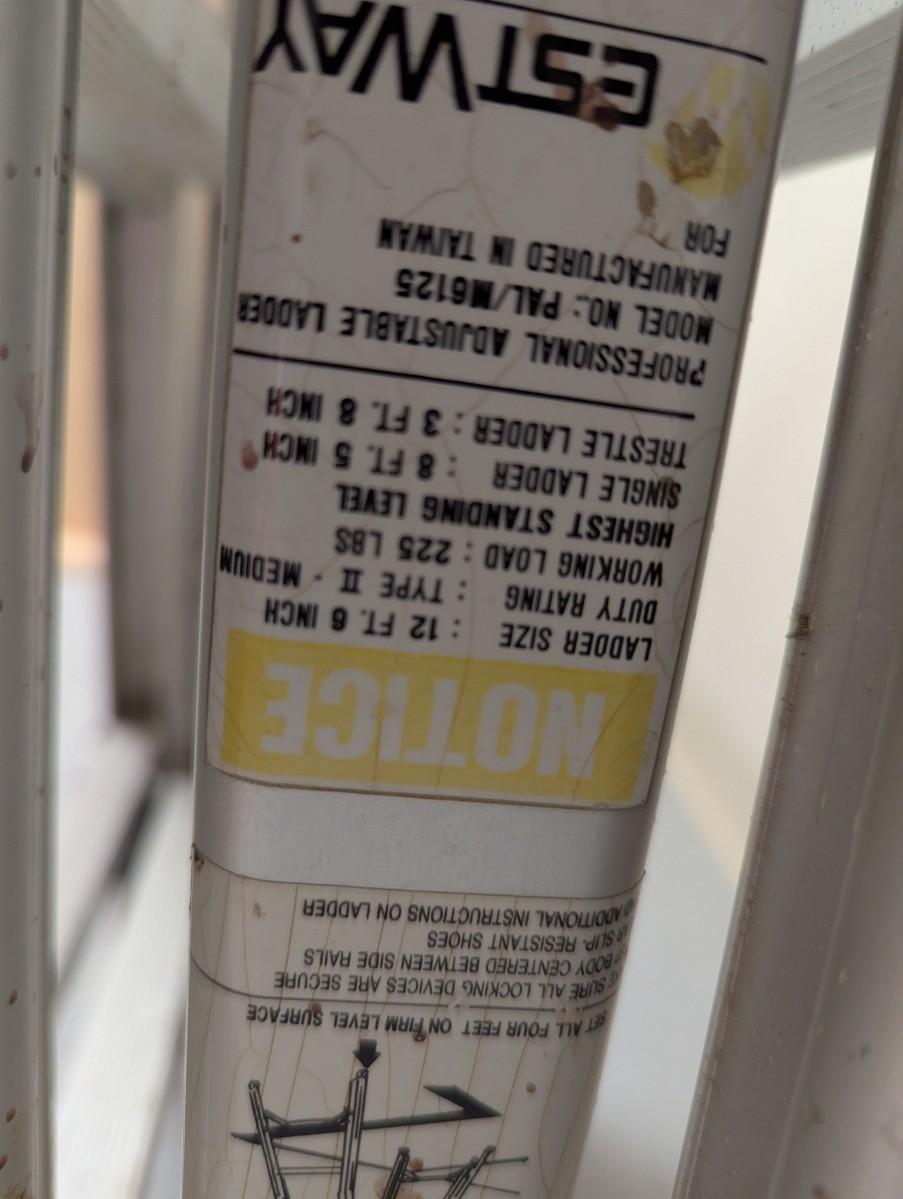 SET ALL FOUR FEET ON FIRM LEVEL SURFACE
SURE ALL LOCKING DEVICES ARE SECURE
BODY CENTERED BETWEEN SIDE RAILS
SLIP- RESISTANT SHOES
ADDITIONAL INSTRUCTIONS ON LADDER
NOTICE
LADDER SIZE : 12 FT. 6 INCH
DUTY RATING : TYPE II - MEDIUM
WORKING LOAD : 225 LBS
HIGHEST STANDING LEVEL
SINGLE LADDER : 8 FT. 5 INCH
TRESTLE LADDER : 3 FT. 8 INCH
PROFESSIONAL ADJUSTABLE LADDER
MODEL NO.: PAL/M6125
MANUFACTURED IN TAIWAN
FOR
ESTWAY